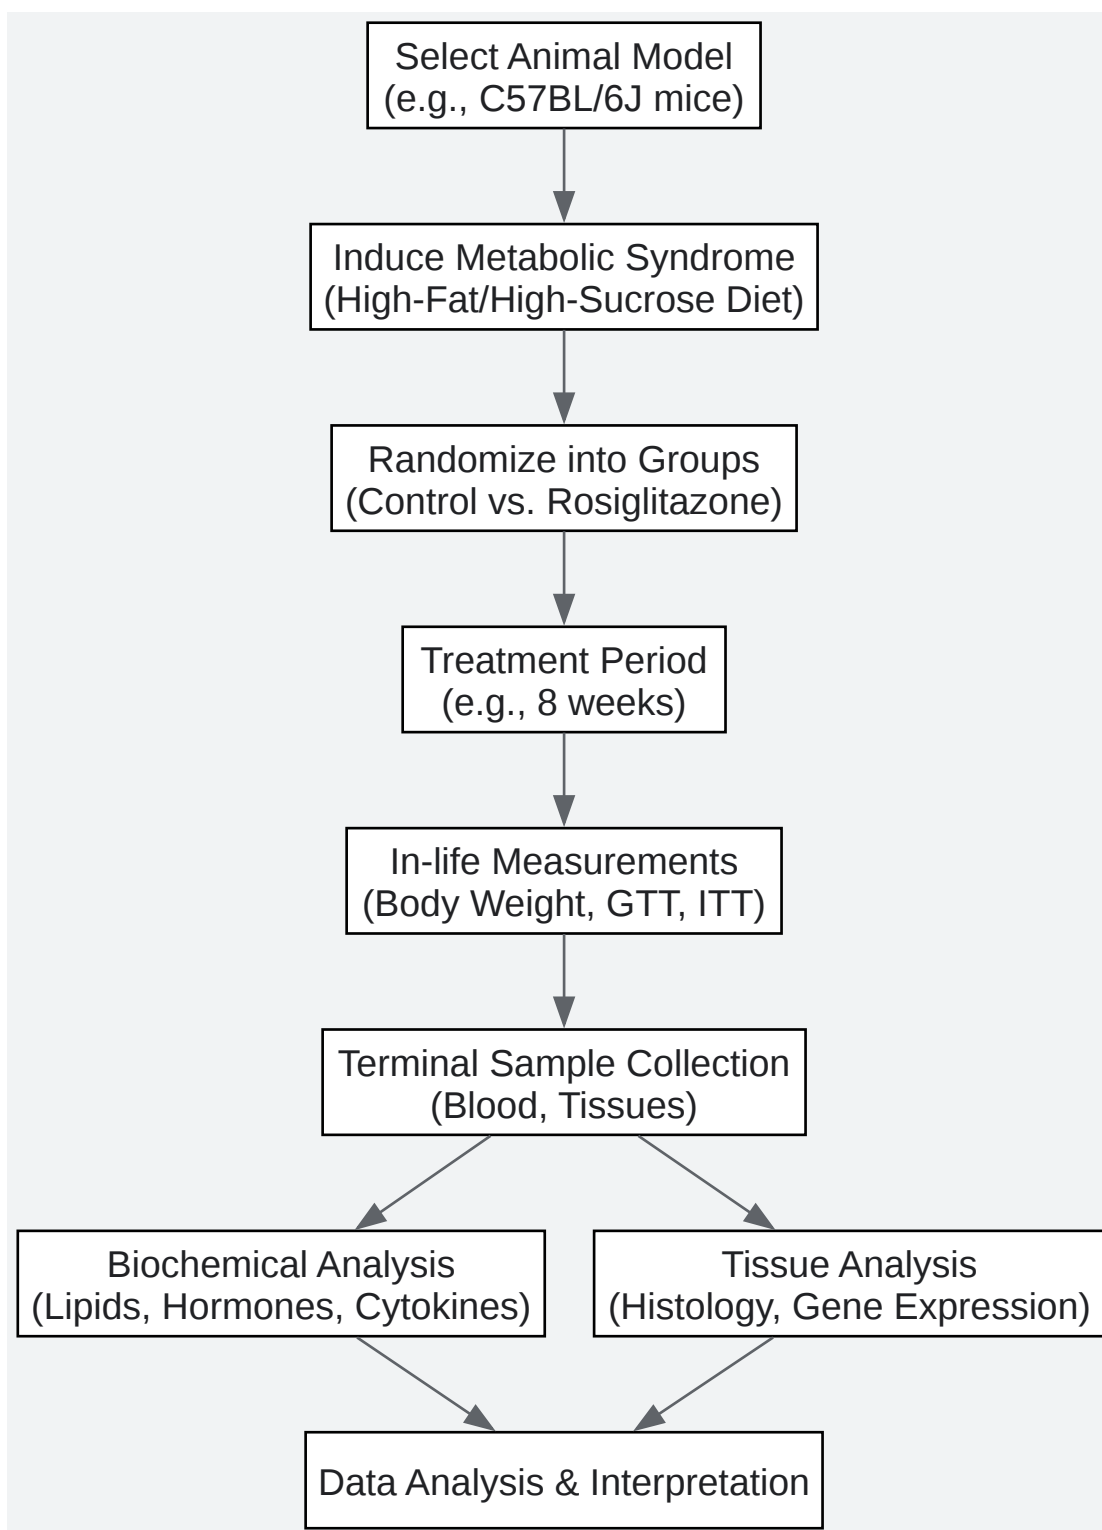 Select Animal Model
(e.g., C57BL/6J mice)
Induce Metabolic Syndrome
(High-Fat/High-Sucrose Diet)
Randomize into Groups
(Control vs. Rosiglitazone)
Treatment Period
(e.g., 8 weeks)
In-life Measurements
(Body Weight, GTT, ITT)
Terminal Sample Collection
(Blood, Tissues)
Biochemical Analysis
(Lipids, Hormones, Cytokines)
Tissue Analysis
(Histology, Gene Expression)
Data Analysis & Interpretation